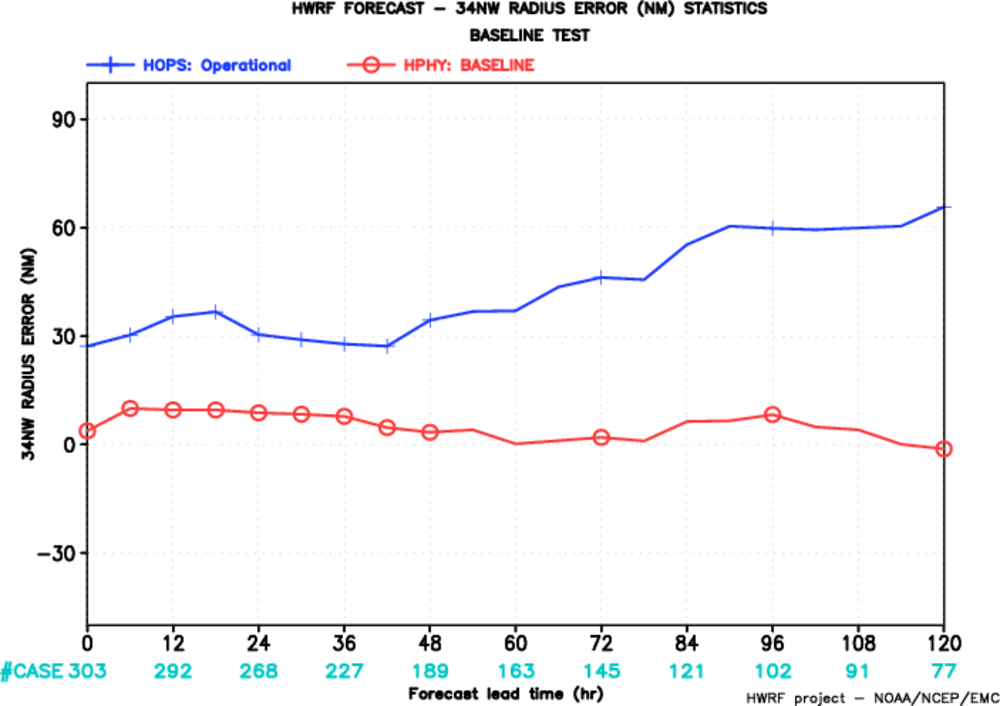 HWRF FORECAST – 34NW RADIUS ERROR (NM) STATISTICS
BASELINE TEST
HOPS: Operational HPHY: BASELINE
90
60
30
0
−30
34NW RADIUS ERROR (NM)
0 12 24 36 48 60 72 84 96 108 120
#CASE 303 292 268 227 189 163 145 121 102 91 77
Forecast lead time (hr)
HWRF project – NOAA/NCEP/EMC